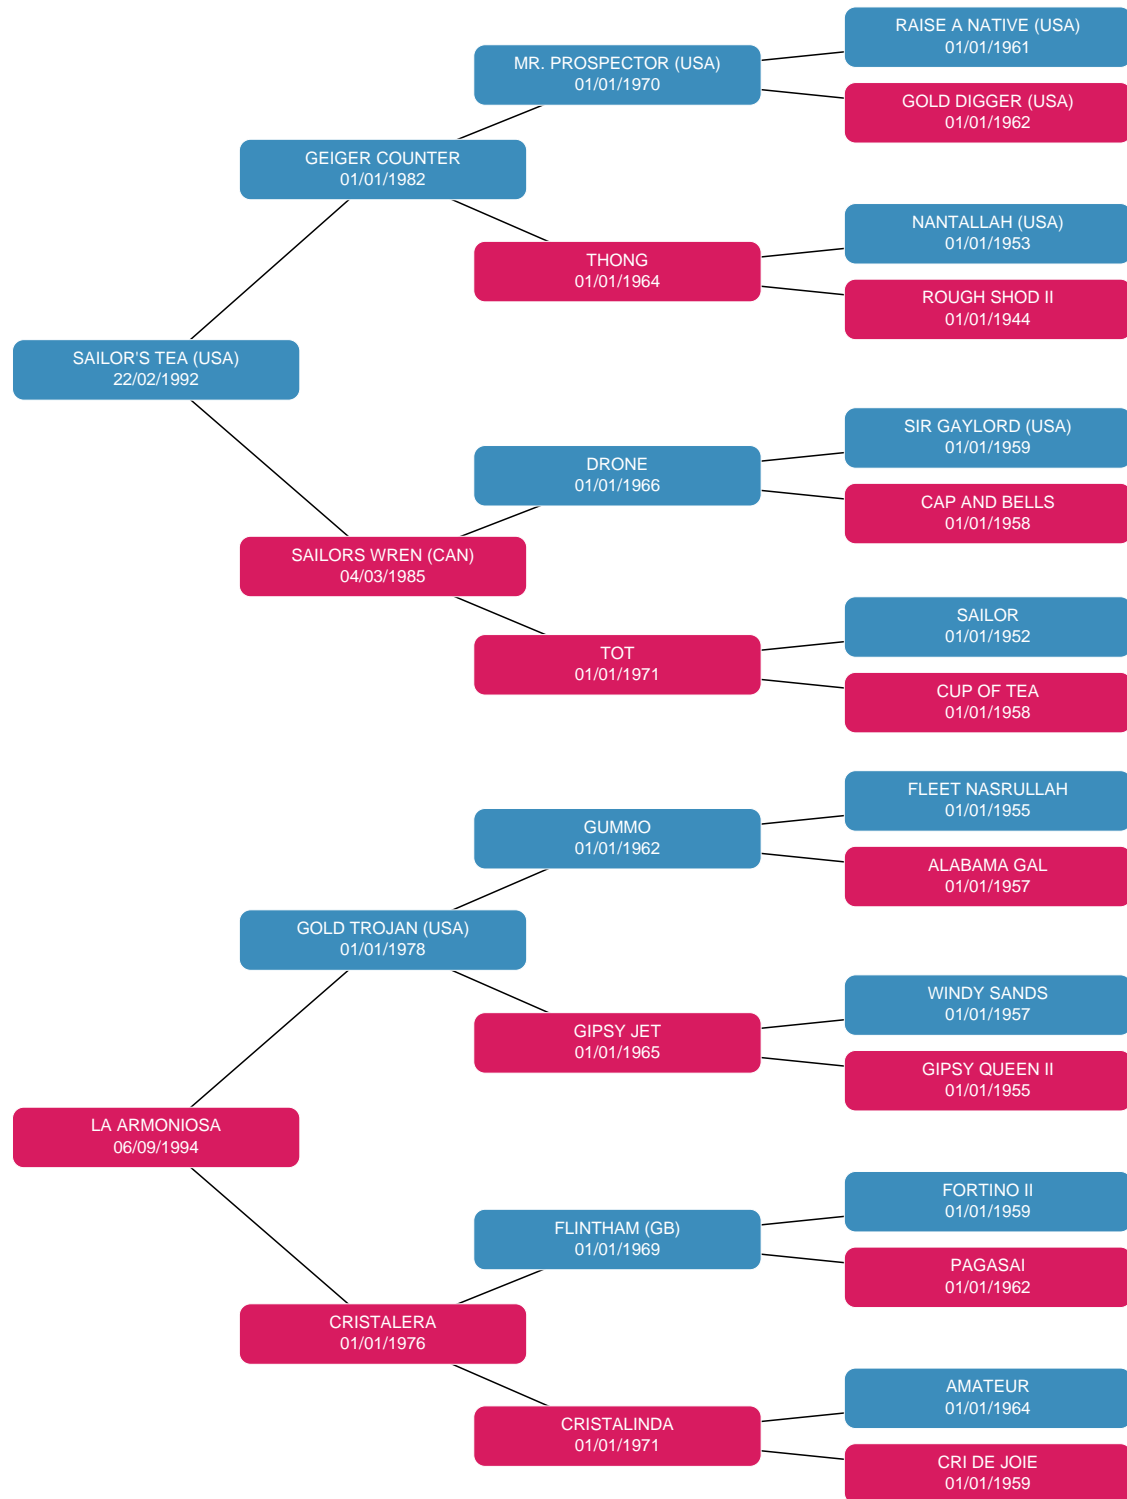 RAISE A NATIVE (USA)
01/01/1961
MR. PROSPECTOR (USA)
01/01/1970
GOLD DIGGER (USA)
01/01/1962
GEIGER COUNTER
01/01/1982
NANTALLAH (USA)
01/01/1953
THONG
01/01/1964
ROUGH SHOD II
01/01/1944
SAILOR'S TEA (USA)
22/02/1992
SIR GAYLORD (USA)
01/01/1959
DRONE
01/01/1966
CAP AND BELLS
01/01/1958
SAILORS WREN (CAN)
04/03/1985
SAILOR
01/01/1952
TOT
01/01/1971
CUP OF TEA
01/01/1958
FLEET NASRULLAH
01/01/1955
GUMMO
01/01/1962
ALABAMA GAL
01/01/1957
GOLD TROJAN (USA)
01/01/1978
WINDY SANDS
01/01/1957
GIPSY JET
01/01/1965
GIPSY QUEEN II
01/01/1955
LA ARMONIOSA
06/09/1994
FORTINO II
01/01/1959
FLINTHAM (GB)
01/01/1969
PAGASAI
01/01/1962
CRISTALERA
01/01/1976
AMATEUR
01/01/1964
CRISTALINDA
01/01/1971
CRI DE JOIE
01/01/1959